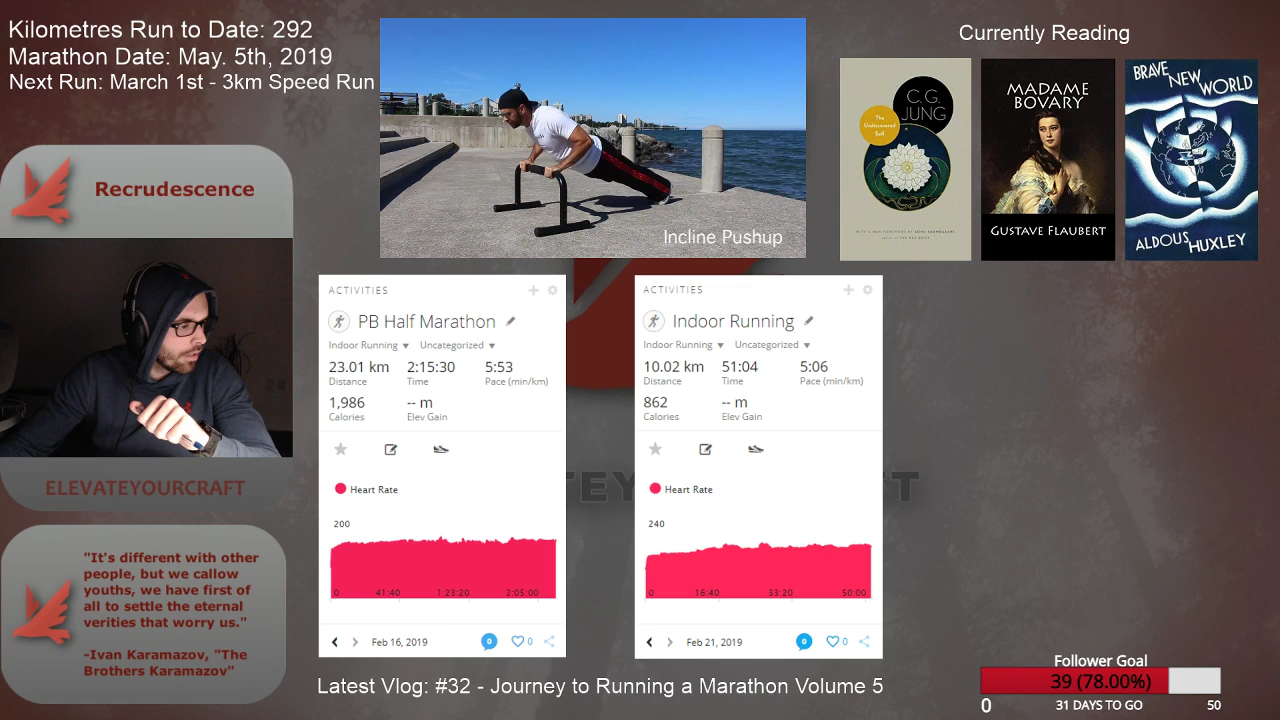 Kilometres Run to Date: 292
Marathon Date: May. 5th, 2019
Next Run: March 1st - 3km Speed Run
Incline Pushup
Currently Reading
C.G.
JUNG
The
Undiscovered
Self
MADAME
BOVARY
GUSTAVE FLAUBERT
BRAVE NEW WORLD
ALDOUS HUXLEY
Recrudescence
ELEVATEYOURCRAFT
"It's different with other
people, but we callow
youths, we have first of
all to settle the eternal
verities that worry us."
-Ivan Karamazov, "The
Brothers Karamazov"
ACTIVITIES
PB Half Marathon
Indoor Running Uncategorized
23.01 km 2:15:30 5:53
Distance Time Pace (min/km)
1,986 -- m
Calories Elev Gain
Heart Rate
200
0 41:40 1:23:20 2:05:00
Feb 16, 2019 0 0
ACTIVITIES
Indoor Running
Indoor Running Uncategorized
10.02 km 51:04 5:06
Distance Time Pace (min/km)
862 -- m
Calories Elev Gain
Heart Rate
240
0 16:40 33:20 50:00
Feb 21, 2019 0 0
Latest Vlog: #32 - Journey to Running a Marathon Volume 5
Follower Goal
39 (78.00%)
0 31 DAYS TO GO 50